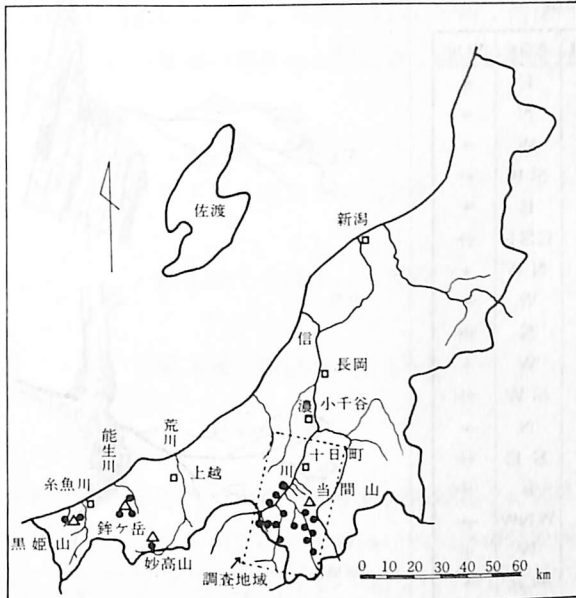 佐渡
新潟
信
長岡
濃
小千谷
能生川
荒川
十日町
糸魚川
上越
川
当間山
鉾ヶ岳
黒姫山
妙高山
調査地域
0 10 20 30 40 50 60
km